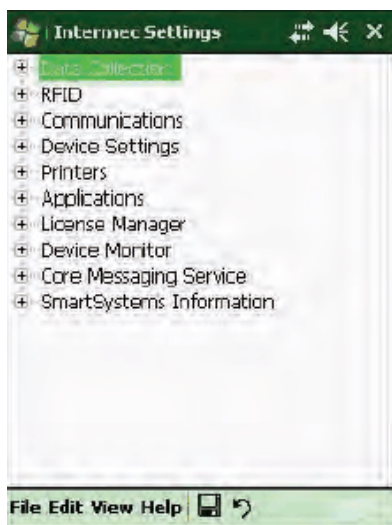 Intermec Settings
Data Collection
RFID
Communications
Device Settings
Printers
Applications
License Manager
Device Monitor
Core Messaging Service
SmartSystems Information
File Edit View Help